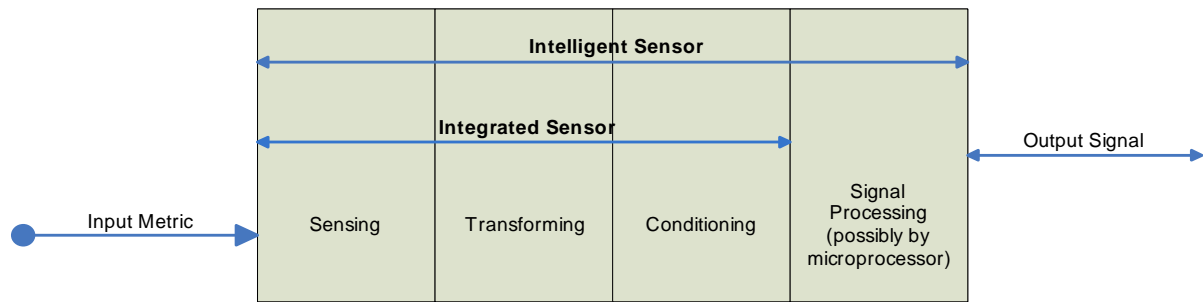 Intelligent Sensor
Integrated Sensor
Output Signal
Input Metric
Sensing
Transforming
Conditioning
Signal
Processing
(possibly by
microprocessor)